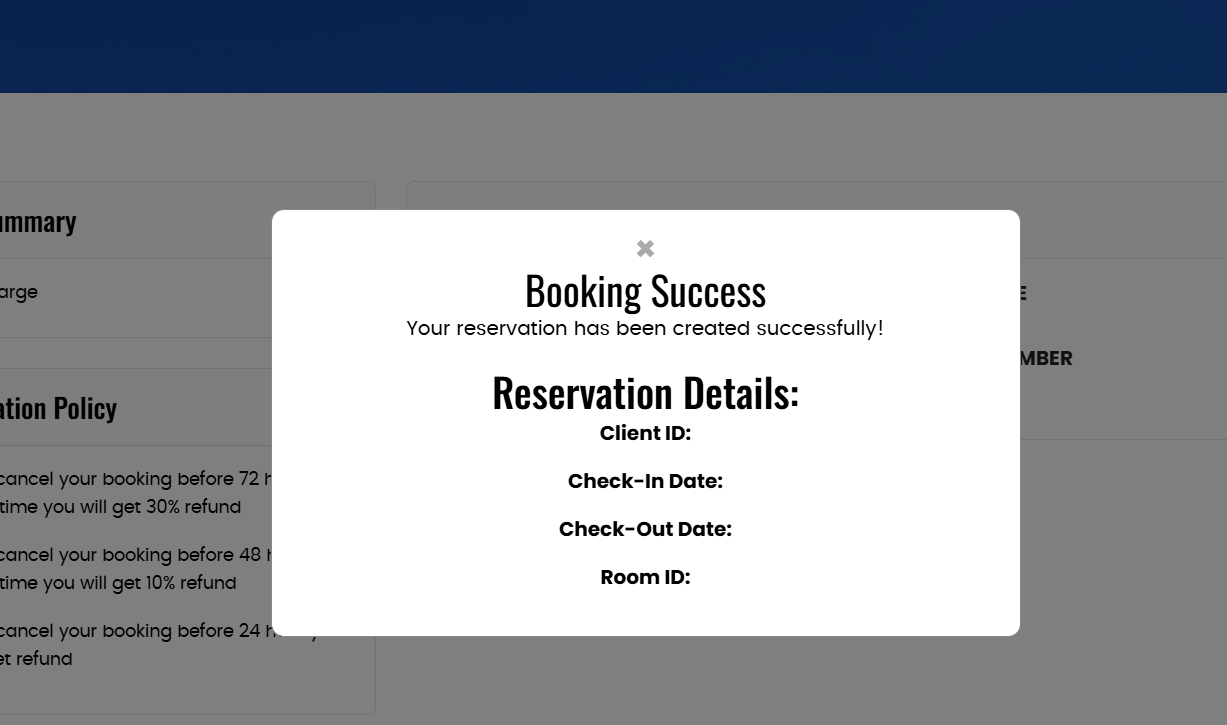 ummary
arge
ation Policy
cancel your booking before 72 h
time you will get 30% refund
cancel your booking before 48 h
time you will get 10% refund
cancel your booking before 24 h
et refund
✖
Booking Success
Your reservation has been created successfully!
Reservation Details:
Client ID:
Check-In Date:
Check-Out Date:
Room ID:
E
MBER